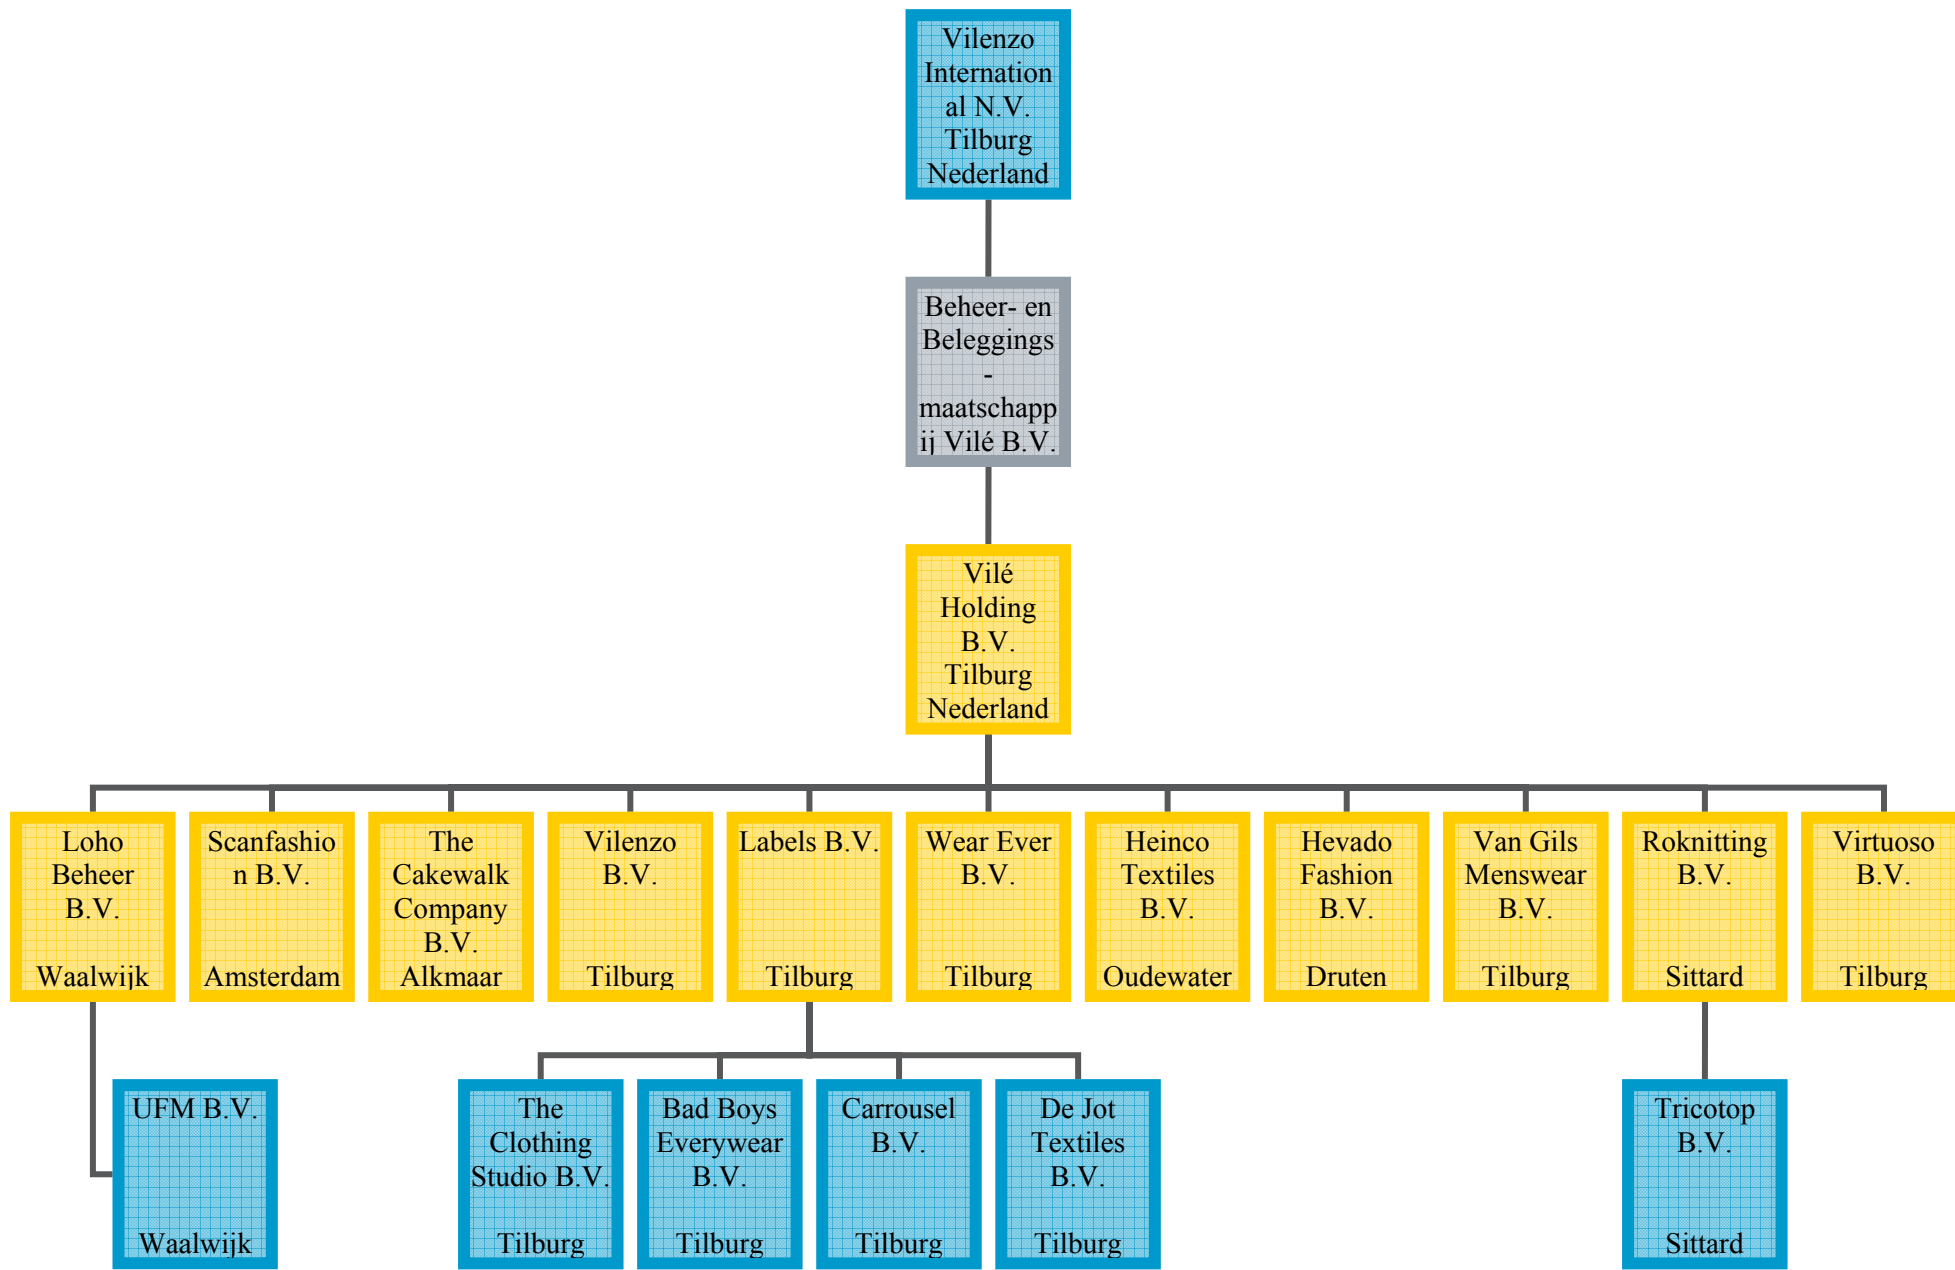 Vilenzo
Internation
al N.V.
Tilburg
Nederland
Beheer- en
Beleggings
-
maatschapp
ij Vilé B.V.
Vilé
Holding
B.V.
Tilburg
Nederland
Loho
Beheer
B.V.
Waalwijk
Scanfashio
n B.V.
Amsterdam
The
Cakewalk
Company
B.V.
Alkmaar
Vilenzo
B.V.
Tilburg
Labels B.V.
Tilburg
Wear Ever
B.V.
Tilburg
Heinco
Textiles
B.V.
Oudewater
Hevado
Fashion
B.V.
Druten
Van Gils
Menswear
B.V.
Tilburg
Roknitting
B.V.
Sittard
Virtuoso
B.V.
Tilburg
UFM B.V.
Waalwijk
The
Clothing
Studio B.V.
Tilburg
Bad Boys
Everywear
B.V.
Tilburg
Carrousel
B.V.
Tilburg
De Jot
Textiles
B.V.
Tilburg
Tricotop
B.V.
Sittard